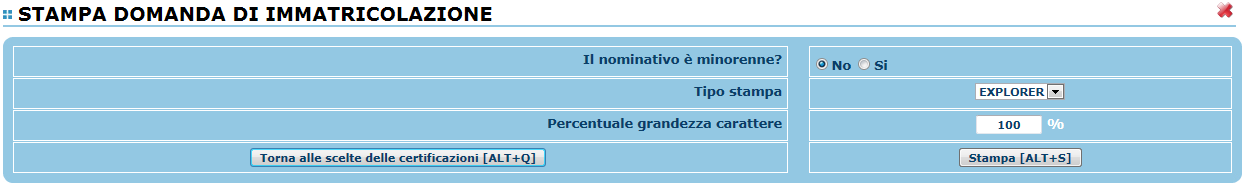 STAMPA DOMANDA DI IMMATRICOLAZIONE
Il nominativo è minorenne? No Si
Tipo stampa EXPLORER
Percentuale grandezza carattere 100 %
Torna alle scelte delle certificazioni [ALT+Q] Stampa [ALT+S]